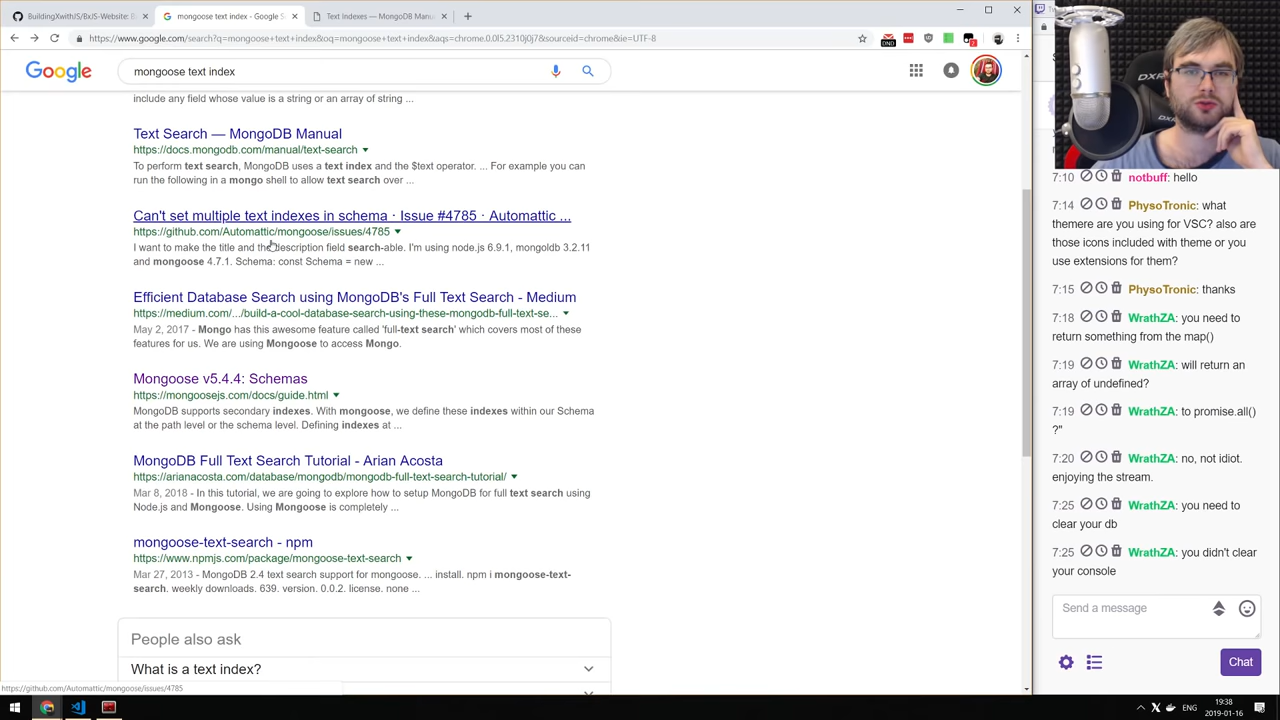 BuildingXwithJS/BxJS-Website: R
mongoose text index - Google S
Text Indexes — MongoDB Manu
https://www.google.com/search?q=mongoose+text+index&oq=mongoose+text+index&aqs=chrome.0.0l5.2310j0j7&sourceid=chrome&ie=UTF-8
DND
Google
mongoose text index
include any field whose value is a string or an array of string ...
Text Search — MongoDB Manual
https://docs.mongodb.com/manual/text-search
To perform text search, MongoDB uses a text index and the $text operator. ... For example you can
run the following in a mongo shell to allow text search over ...
Can't set multiple text indexes in schema · Issue #4785 · Automattic ...
https://github.com/Automattic/mongoose/issues/4785
I want to make the title and the description field search-able. I'm using node.js 6.9.1, mongoldb 3.2.11
and mongoose 4.7.1. Schema: const Schema = new ...
Efficient Database Search using MongoDB's Full Text Search - Medium
https://medium.com/.../build-a-cool-database-search-using-these-mongodb-full-text-se...
May 2, 2017 - Mongo has this awesome feature called 'full-text search' which covers most of these
features for us. We are using Mongoose to access Mongo.
Mongoose v5.4.4: Schemas
https://mongoosejs.com/docs/guide.html
MongoDB supports secondary indexes. With mongoose, we define these indexes within our Schema
at the path level or the schema level. Defining indexes at ...
MongoDB Full Text Search Tutorial - Arian Acosta
https://arianacosta.com/database/mongodb/mongodb-full-text-search-tutorial/
Mar 8, 2018 - In this tutorial, we are going to explore how to setup MongoDB for full text search using
Node.js and Mongoose. Using Mongoose is completely ...
mongoose-text-search - npm
https://www.npmjs.com/package/mongoose-text-search
Mar 27, 2013 - MongoDB 2.4 text search support for mongoose. ... install. npm i mongoose-text-
search. weekly downloads. 639. version. 0.0.2. license. none ...
People also ask
What is a text index?
https://github.com/Automattic/mongoose/issues/4785
DXR
7:10 notbuff: hello
7:14 PhysoTronic: what
themere are you using for VSC? also are
those icons included with theme or you
use extensions for them?
7:15 PhysoTronic: thanks
7:18 WrathZA: you need to
return something from the map()
7:19 WrathZA: will return an
array of undefined?
7:19 WrathZA: to promise.all()
?"
7:20 WrathZA: no, not idiot.
enjoying the stream.
7:25 WrathZA: you need to
clear your db
7:25 WrathZA: you didn't clear
your console
Send a message
Chat
ENG
19:38
2019-01-16